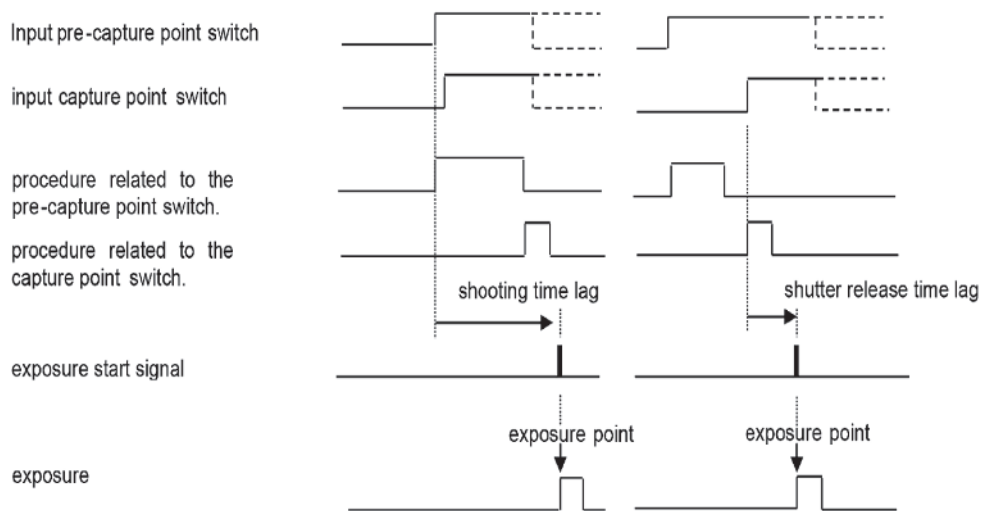 Input pre-capture point switch
input capture point switch
procedure related to the
pre-capture point switch.
procedure related to the
capture point switch.
shooting time lag
shutter release time lag
exposure start signal
exposure point
exposure point
exposure